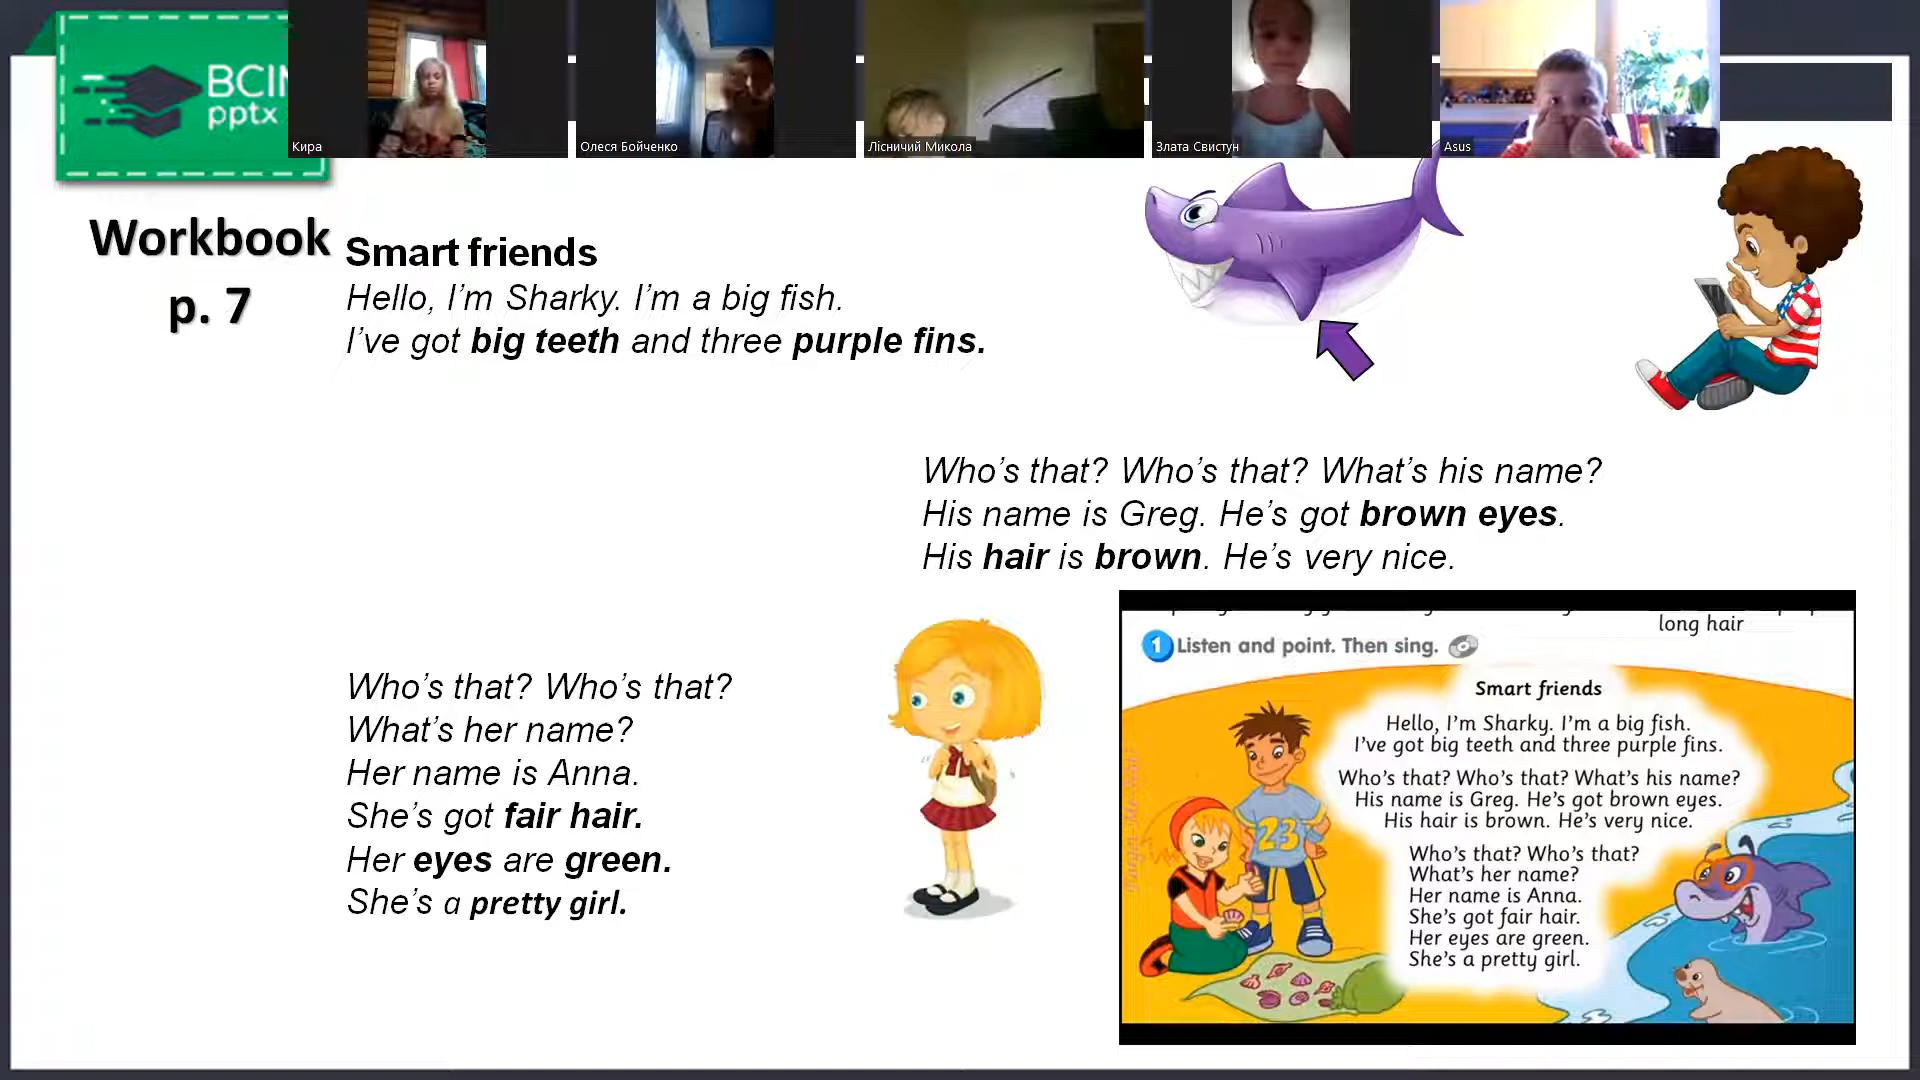 BCIM
pptx
Кира
Олеся Бойченко
Лісничий Микола
Злата Свистун
Asus
Workbook
p. 7
Smart friends
Hello, I'm Sharky. I'm a big fish.
I've got big teeth and three purple fins.
Who's that? Who's that? What's his name?
His name is Greg. He's got brown eyes.
His hair is brown. He's very nice.
Who's that? Who's that?
What's her name?
Her name is Anna.
She's got fair hair.
Her eyes are green.
She's a pretty girl.
long hair
1 Listen and point. Then sing.
Smart friends
Hello, I'm Sharky. I'm a big fish.
I've got big teeth and three purple fins.
Who's that? Who's that? What's his name?
His name is Greg. He's got brown eyes.
His hair is brown. He's very nice.
Who's that? Who's that?
What's her name?
Her name is Anna.
She's got fair hair.
Her eyes are green.
She's a pretty girl.
23